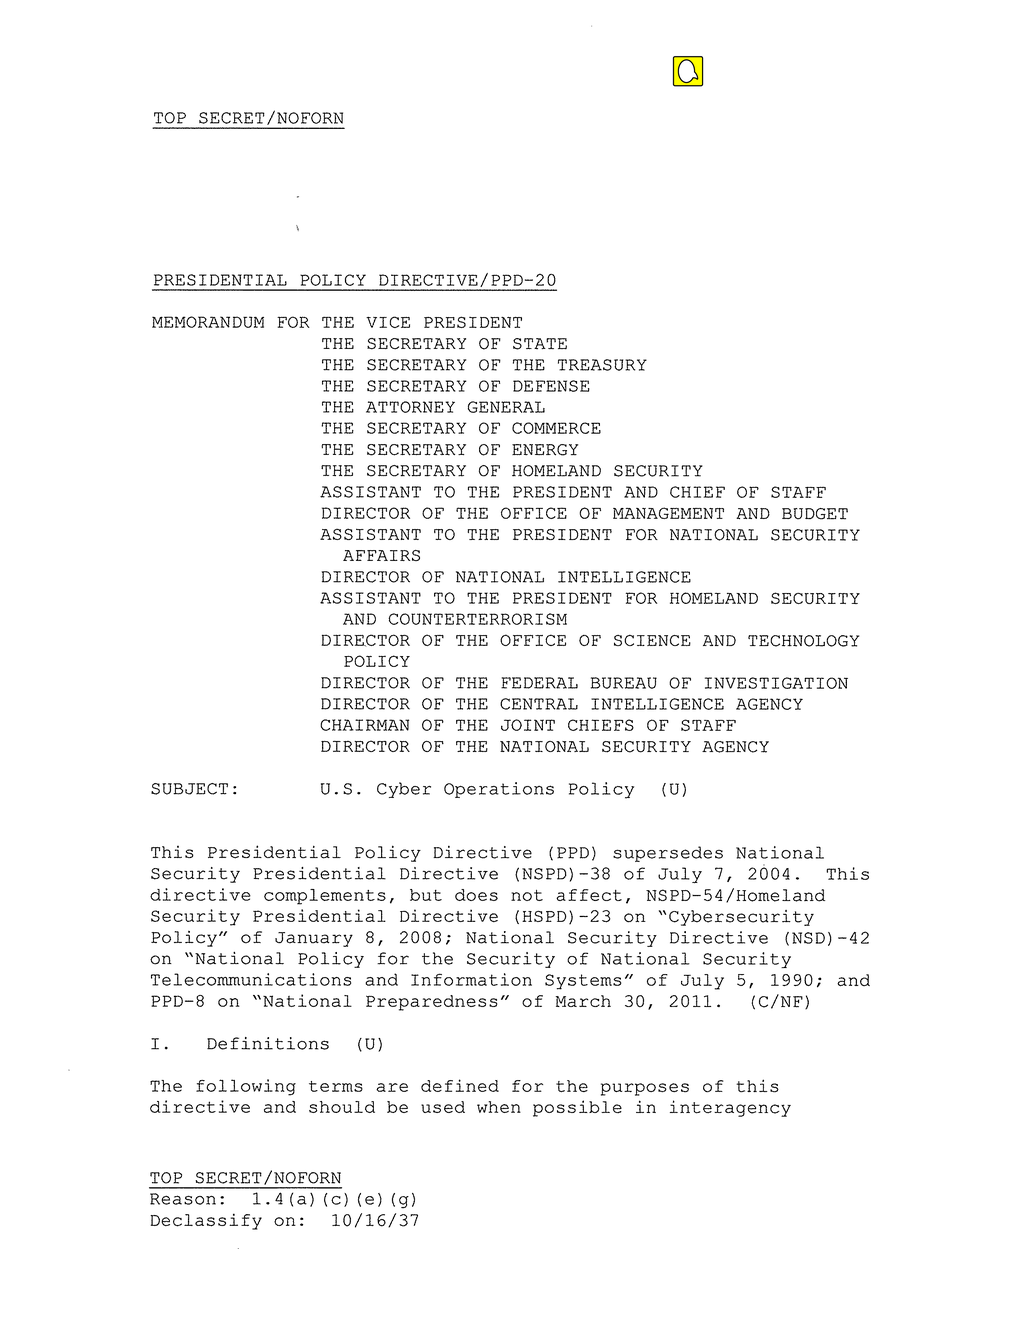 TOP SECRET/NOFORN
PRESIDENTIAL POLICY DIRECTIVE/PPD-20
MEMORANDUM FOR THE VICE PRESIDENT
THE SECRETARY OF STATE
THE SECRETARY OF THE TREASURY
THE SECRETARY OF DEFENSE
THE ATTORNEY GENERAL
THE SECRETARY OF COMMERCE
THE SECRETARY OF ENERGY
THE SECRETARY OF HOMELAND SECURITY
ASSISTANT TO THE PRESIDENT AND CHIEF OF STAFF
DIRECTOR OF THE OFFICE OF MANAGEMENT AND BUDGET
ASSISTANT TO THE PRESIDENT FOR NATIONAL SECURITY
AFFAIRS
DIRECTOR OF NATIONAL INTELLIGENCE
ASSISTANT TO THE PRESIDENT FOR HOMELAND SECURITY
AND COUNTERTERRORISM
DIRECTOR OF THE OFFICE OF SCIENCE AND TECHNOLOGY
POLICY
DIRECTOR OF THE FEDERAL BUREAU OF INVESTIGATION
DIRECTOR OF THE CENTRAL INTELLIGENCE AGENCY
CHAIRMAN OF THE JOINT CHIEFS OF STAFF
DIRECTOR OF THE NATIONAL SECURITY AGENCY
SUBJECT: U.S. Cyber Operations Policy (U)
This Presidential Policy Directive (PPD) supersedes National
Security Presidential Directive (NSPD)-38 of July 7, 2004. This
directive complements, but does not affect, NSPD-54/Homeland
Security Presidential Directive (HSPD)-23 on "Cybersecurity
Policy" of January 8, 2008; National Security Directive (NSD)-42
on "National Policy for the Security of National Security
Telecommunications and Information Systems" of July 5, 1990; and
PPD-8 on "National Preparedness" of March 30, 2011. (C/NF)
I. Definitions (U)
The following terms are defined for the purposes of this
directive and should be used when possible in interagency
TOP SECRET/NOFORN
Reason: 1.4(a)(c)(e)(g)
Declassify on: 10/16/37